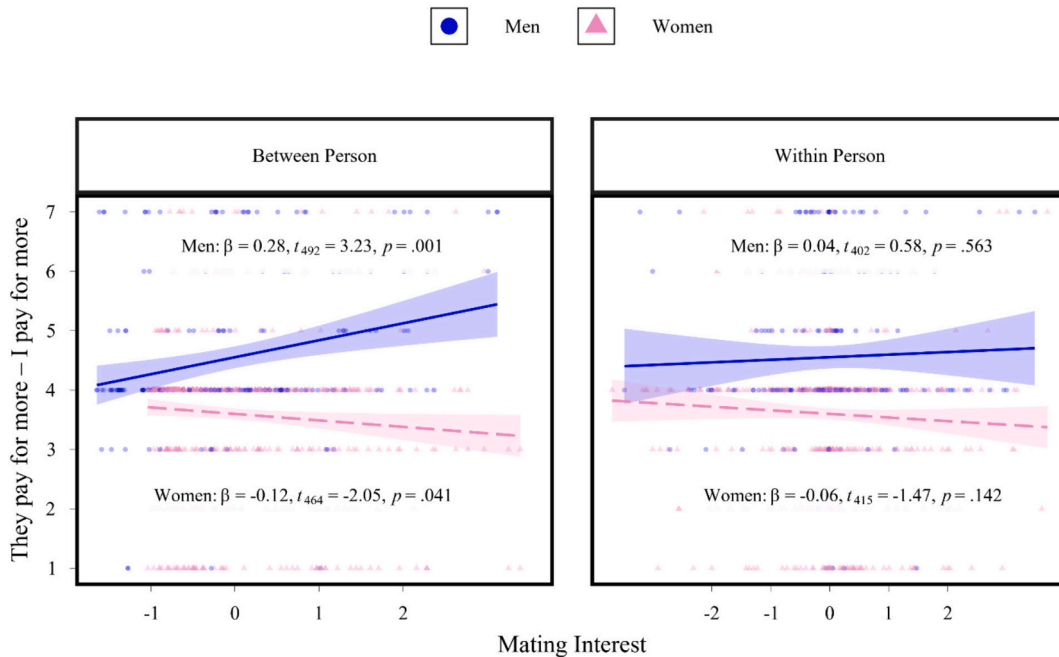 Men Women
Between Person Within Person
They pay for more – I pay for more
7
6
5
4
3
2
1
Men: β = 0.28, t492 = 3.23, p = .001
Women: β = -0.12, t464 = -2.05, p = .041
Men: β = 0.04, t402 = 0.58, p = .563
Women: β = -0.06, t415 = -1.47, p = .142
-1 0 1 2 -2 -1 0 1 2
Mating Interest